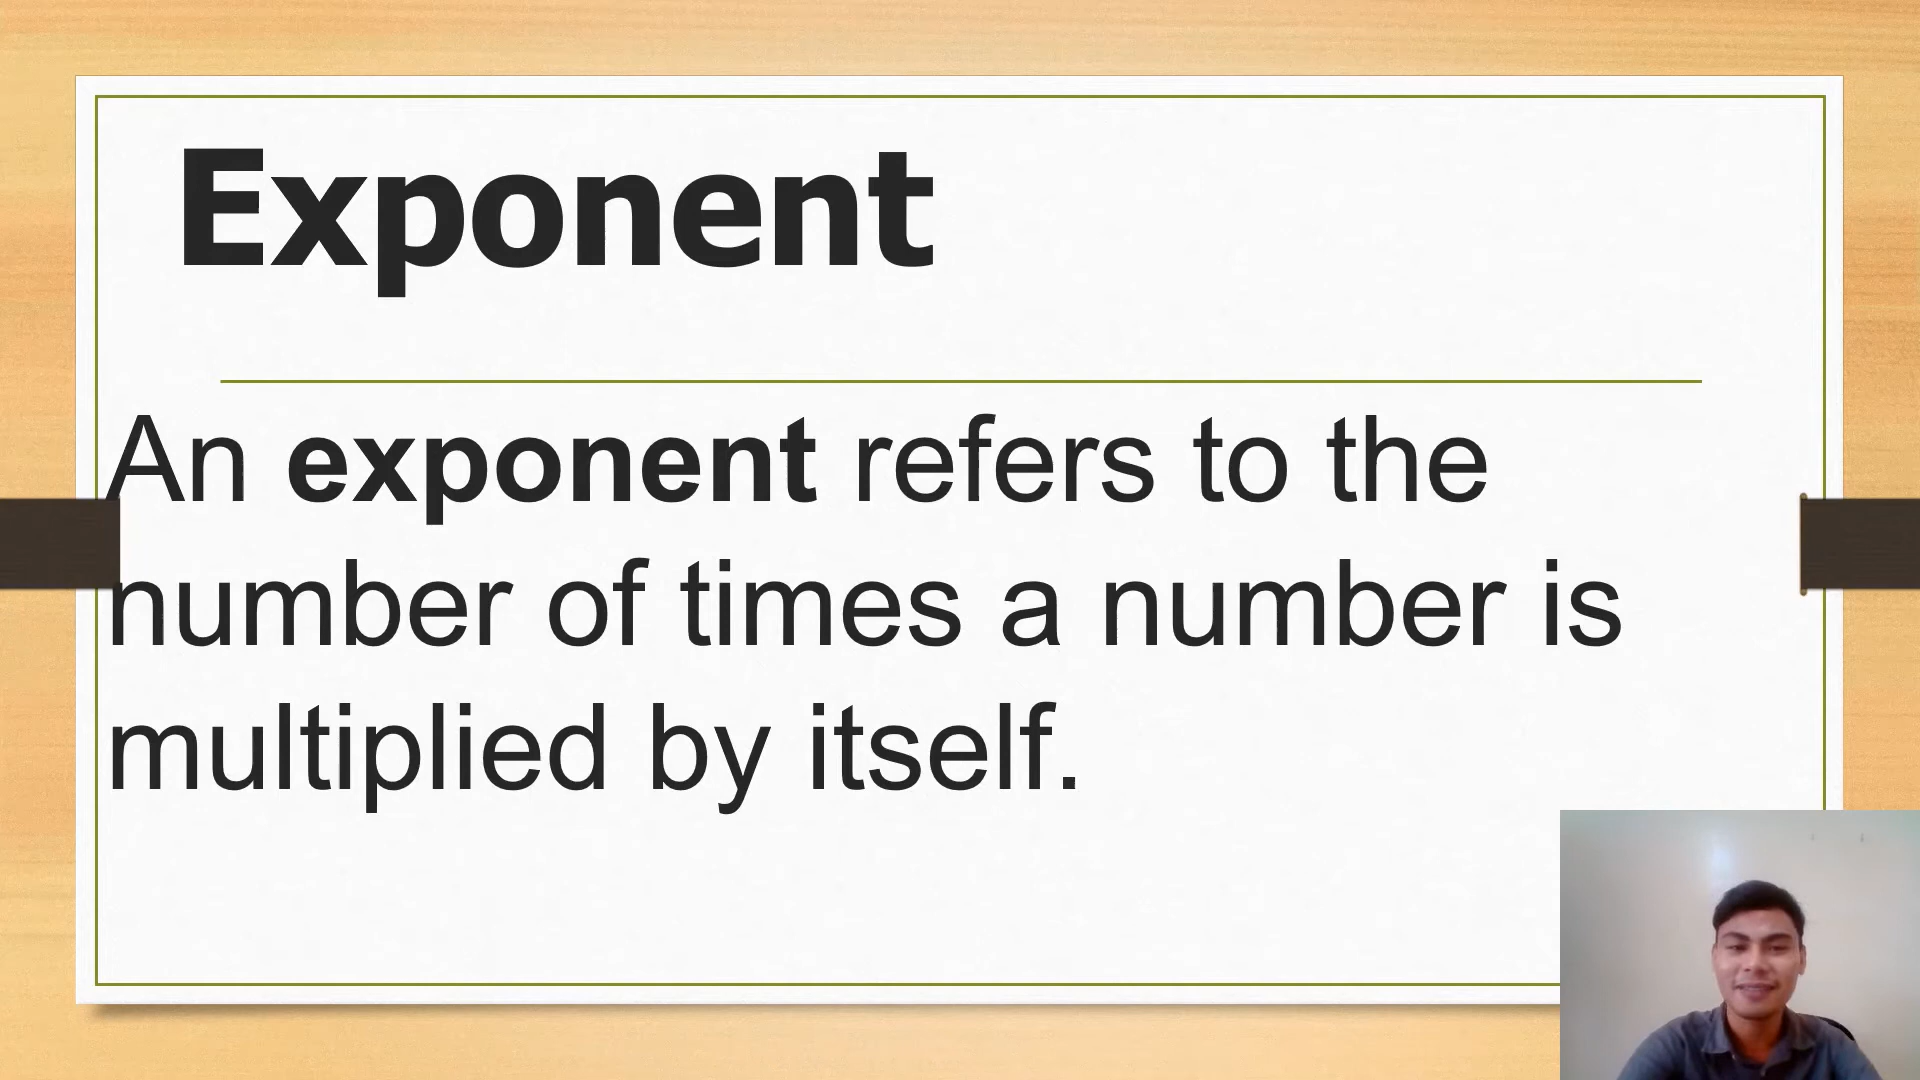 Exponent
An exponent refers to the
number of times a number is
multiplied by itself.